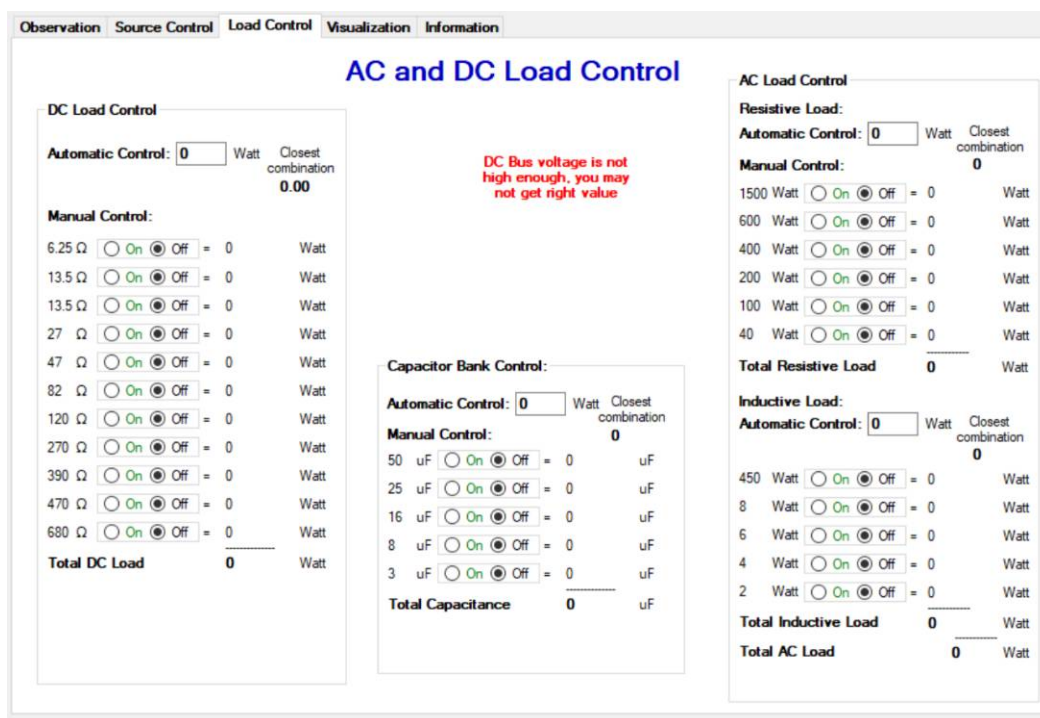 Observation Source Control Load Control Visualization Information
AC and DC Load Control
DC Load Control
Automatic Control: 0 Watt Closest combination
0.00
Manual Control:
6.25 Ω On Off = 0 Watt
13.5 Ω On Off = 0 Watt
13.5 Ω On Off = 0 Watt
27 Ω On Off = 0 Watt
47 Ω On Off = 0 Watt
82 Ω On Off = 0 Watt
120 Ω On Off = 0 Watt
270 Ω On Off = 0 Watt
390 Ω On Off = 0 Watt
470 Ω On Off = 0 Watt
680 Ω On Off = 0 Watt
------------
Total DC Load 0 Watt
DC Bus voltage is not
high enough, you may
not get right value
Capacitor Bank Control:
Automatic Control: 0 Watt Closest combination
Manual Control: 0
50 uF On Off = 0 uF
25 uF On Off = 0 uF
16 uF On Off = 0 uF
8 uF On Off = 0 uF
3 uF On Off = 0 uF
------------
Total Capacitance 0 uF
AC Load Control
Resistive Load:
Automatic Control: 0 Watt Closest combination
Manual Control: 0
1500 Watt On Off = 0 Watt
600 Watt On Off = 0 Watt
400 Watt On Off = 0 Watt
200 Watt On Off = 0 Watt
100 Watt On Off = 0 Watt
40 Watt On Off = 0 Watt
------------
Total Resistive Load 0 Watt
Inductive Load:
Automatic Control: 0 Watt Closest combination
0
450 Watt On Off = 0 Watt
8 Watt On Off = 0 Watt
6 Watt On Off = 0 Watt
4 Watt On Off = 0 Watt
2 Watt On Off = 0 Watt
------------
Total Inductive Load 0 Watt
------------
Total AC Load 0 Watt